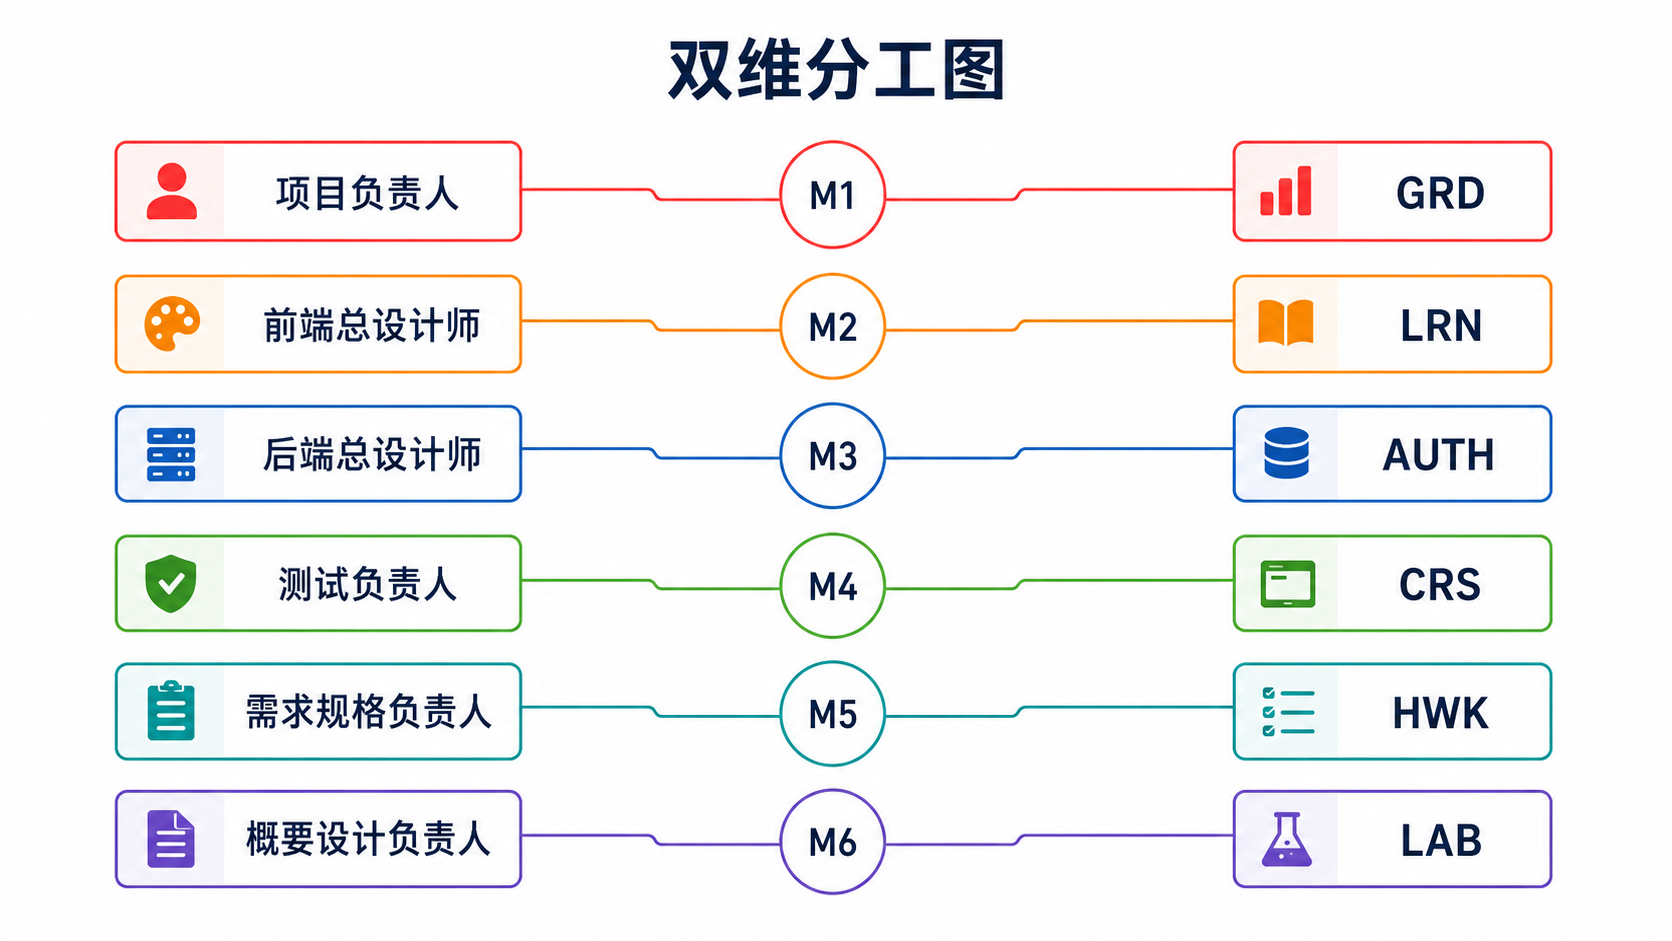 双维分工图
项目负责人 M1 GRD
前端总设计师 M2 LRN
后端总设计师 M3 AUTH
测试负责人 M4 CRS
需求规格负责人 M5 HWK
概要设计负责人 M6 LAB